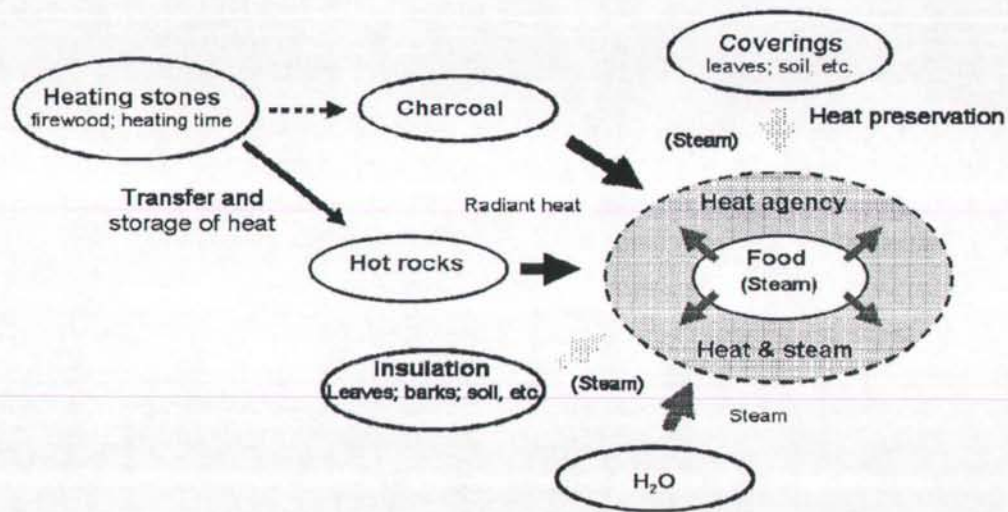 Coverings
leaves; soil, etc.
Heating stones
firewood; heating time
Charcoal
Heat preservation
(Steam)
Transfer and
storage of heat
Radiant heat
Heat agency
Hot rocks
Food
(Steam)
Heat & steam
Insulation
Leaves; barks; soil, etc.
(Steam)
Steam
H₂O